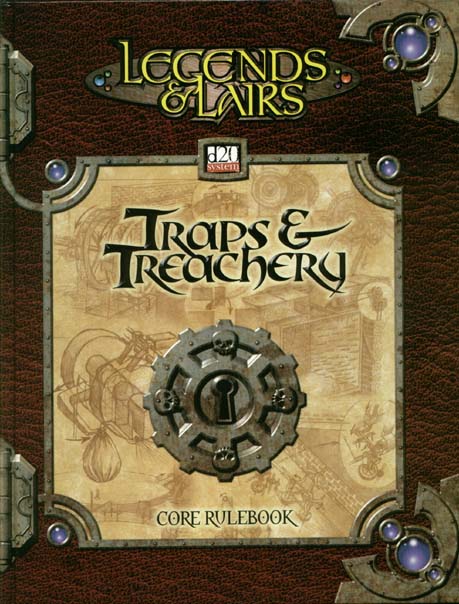 LEGENDS
& LAIRS
d20
system
TRAPS &
TREACHERY
CORE RULEBOOK